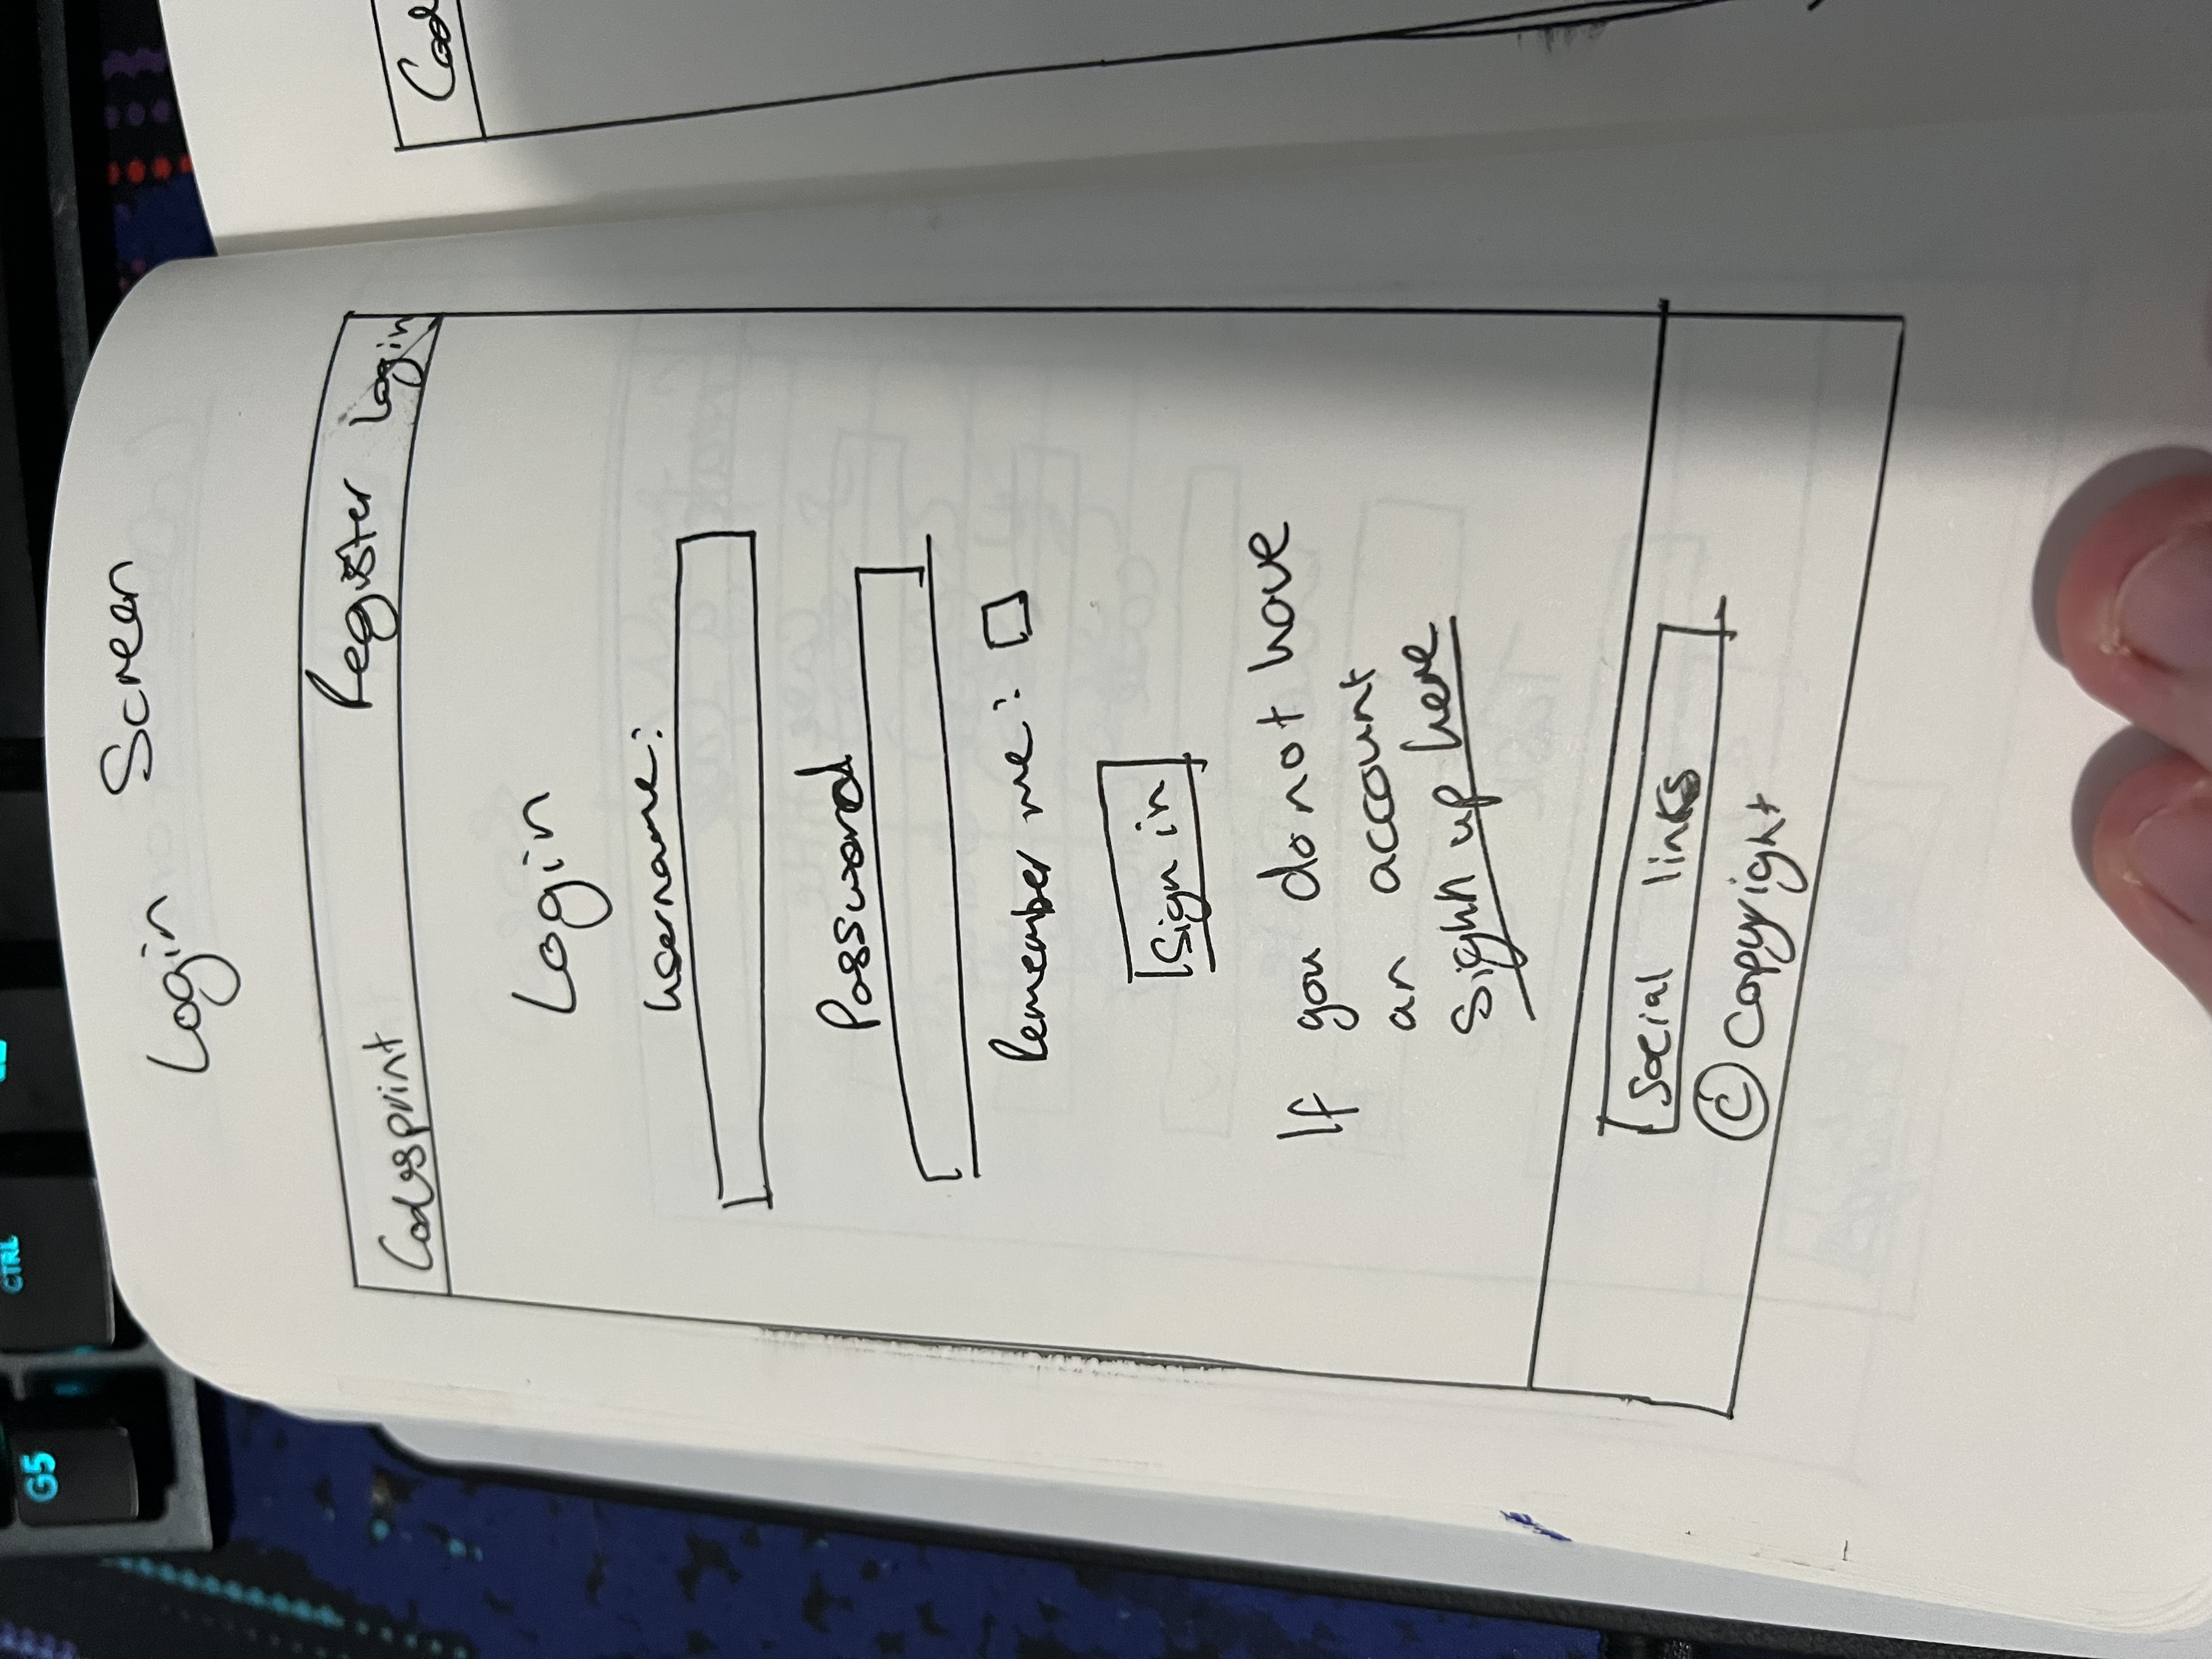 G5
CTRL
Login Screen
Codesprint Register Login
Login
Username:
Password
Remember me:
Sign in
If you do not have
an account
sighn up here
Social links
© Copyright